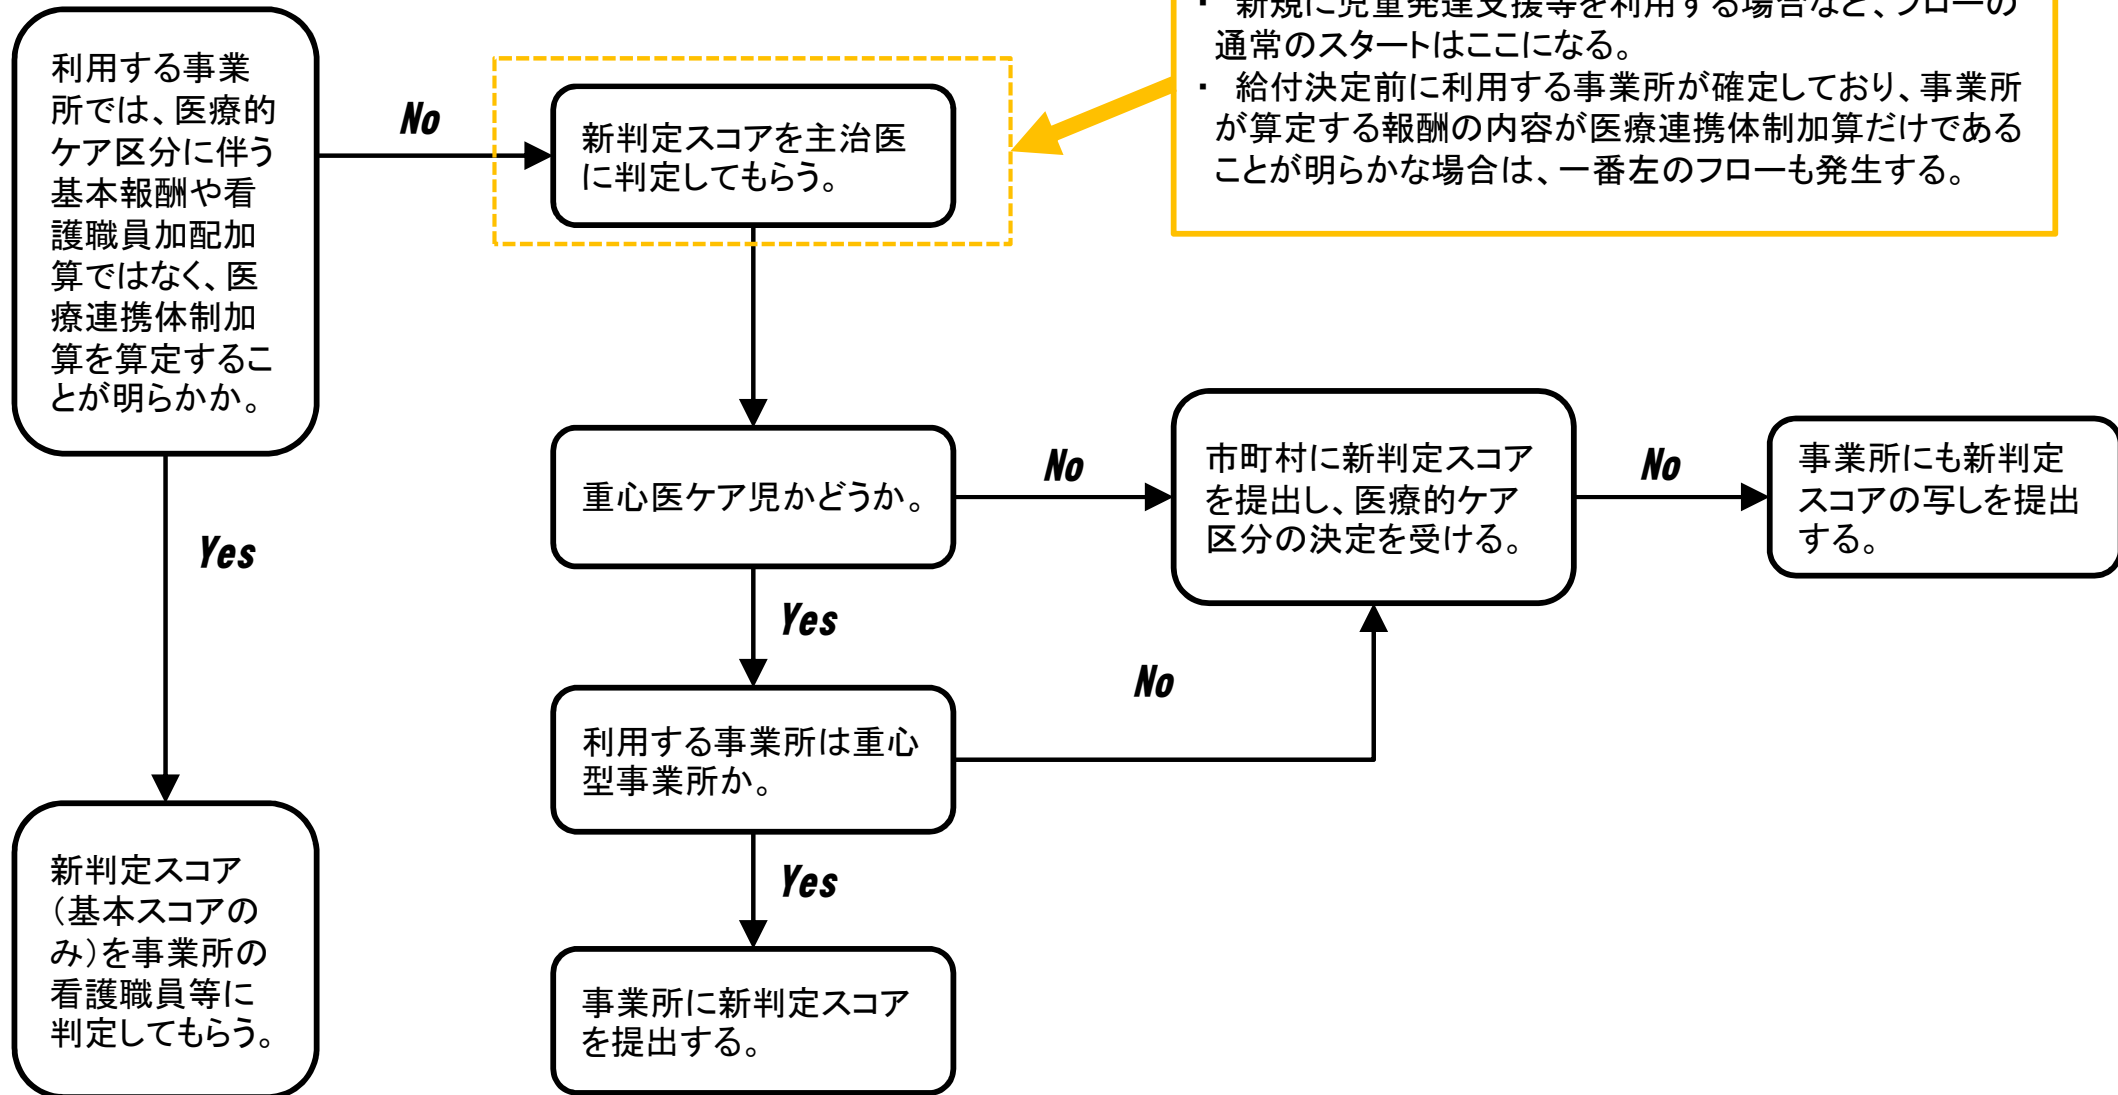 利用する事業
所では、医療的
ケア区分に伴う
基本報酬や看
護職員加配加
算ではなく、医
療連携体制加
算を算定するこ
とが明らかか。
No
新判定スコアを主治医
に判定してもらう。
・ 新規に児童発達支援等を利用する場合など、フローの
通常のスタートはここになる。
・ 給付決定前に利用する事業所が確定しており、事業所
が算定する報酬の内容が医療連携体制加算だけである
ことが明らかな場合は、一番左のフローも発生する。
重心医ケア児かどうか。
No
市町村に新判定スコア
を提出し、医療的ケア
区分の決定を受ける。
No
事業所にも新判定
スコアの写しを提出
する。
Yes
Yes
No
利用する事業所は重心
型事業所か。
Yes
新判定スコア
（基本スコアの
み）を事業所の
看護職員等に
判定してもらう。
事業所に新判定スコア
を提出する。